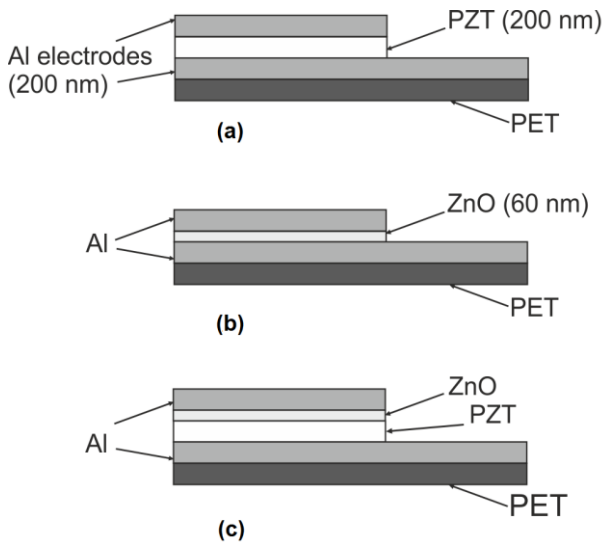 PZT (200 nm)
Al electrodes
(200 nm)
PET
(a)
ZnO (60 nm)
Al
PET
(b)
ZnO
PZT
Al
PET
(c)